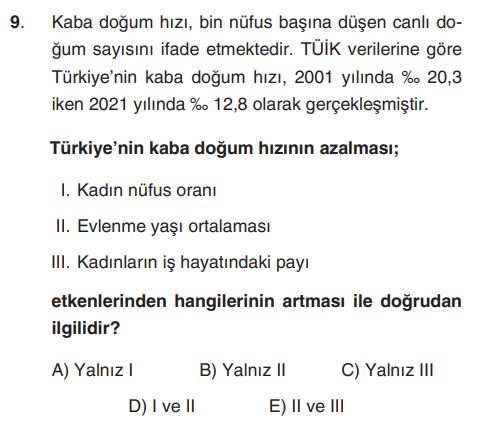 9. Kaba doğum hızı, bin nüfus başına düşen canlı do-
ğum sayısını ifade etmektedir. TÜİK verilerine göre
Türkiye’nin kaba doğum hızı, 2001 yılında ‰ 20,3
iken 2021 yılında ‰ 12,8 olarak gerçekleşmiştir.
Türkiye’nin kaba doğum hızının azalması;
I. Kadın nüfus oranı
II. Evlenme yaşı ortalaması
III. Kadınların iş hayatındaki payı
etkenlerinden hangilerinin artması ile doğrudan
ilgilidir?
A) Yalnız I B) Yalnız II C) Yalnız III
D) I ve II E) II ve III